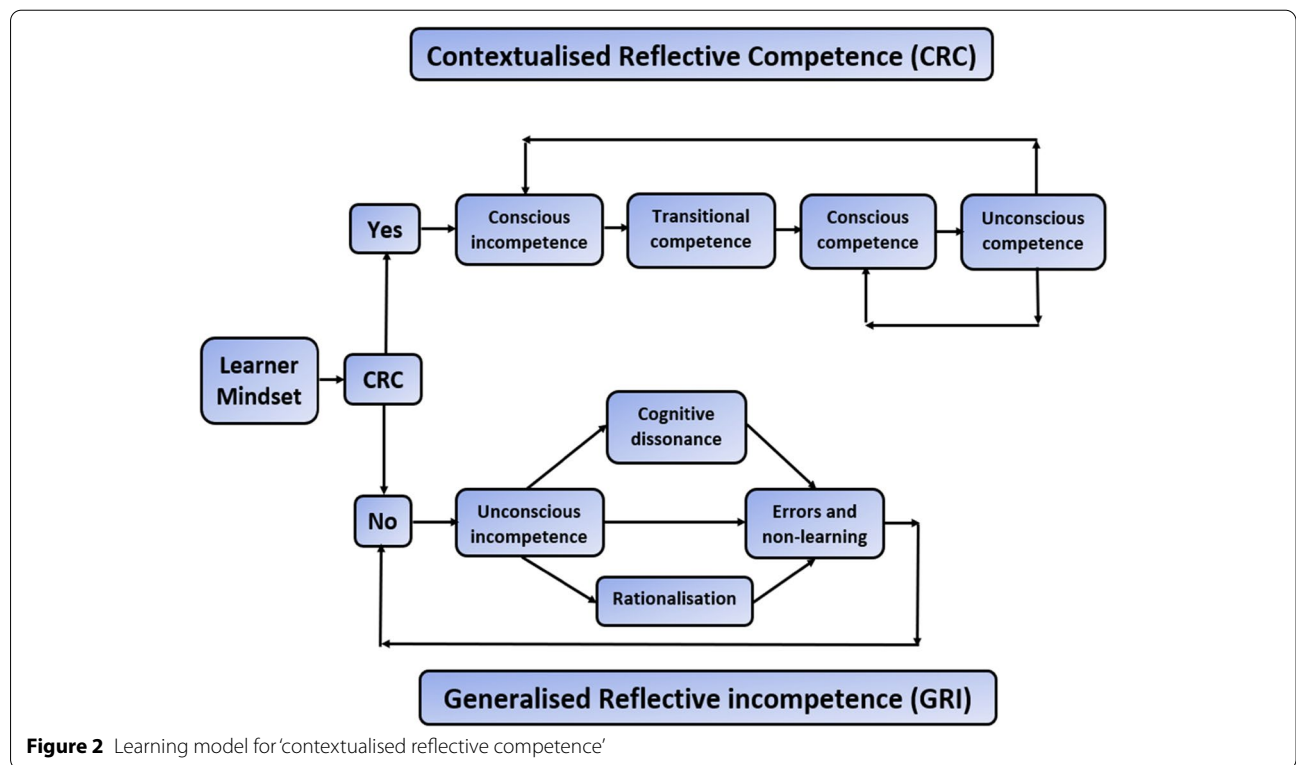 Contextualised Reflective Competence (CRC)
Yes
Conscious
incompetence
Transitional
competence
Conscious
competence
Unconscious
competence
Learner
Mindset
CRC
Cognitive
dissonance
No
Unconscious
incompetence
Errors and
non-learning
Rationalisation
Generalised Reflective incompetence (GRI)
Figure 2 Learning model for ‘contextualised reflective competence’